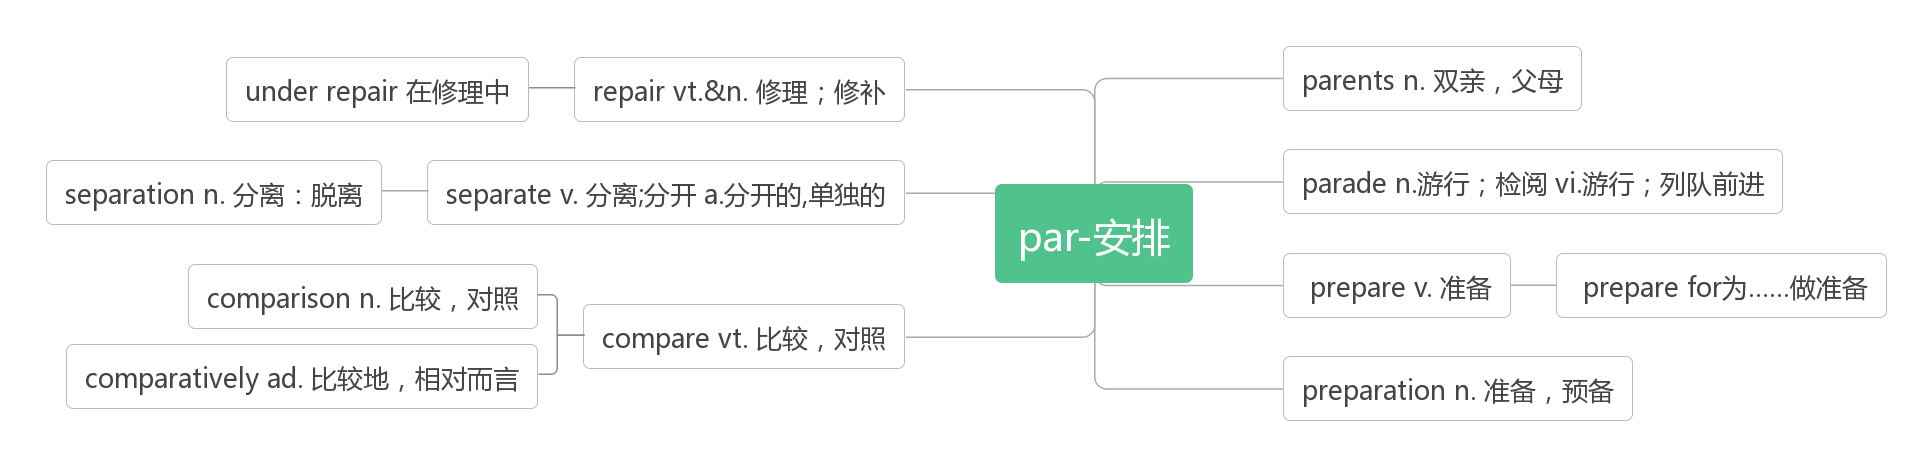 par-安排
parents n. 双亲，父母
parade n.游行；检阅 vi.游行；列队前进
prepare v. 准备
prepare for为……做准备
preparation n. 准备，预备
repair vt.&n. 修理；修补
under repair 在修理中
separate v. 分离;分开 a.分开的,单独的
separation n. 分离：脱离
compare vt. 比较，对照
comparison n. 比较，对照
comparatively ad. 比较地，相对而言